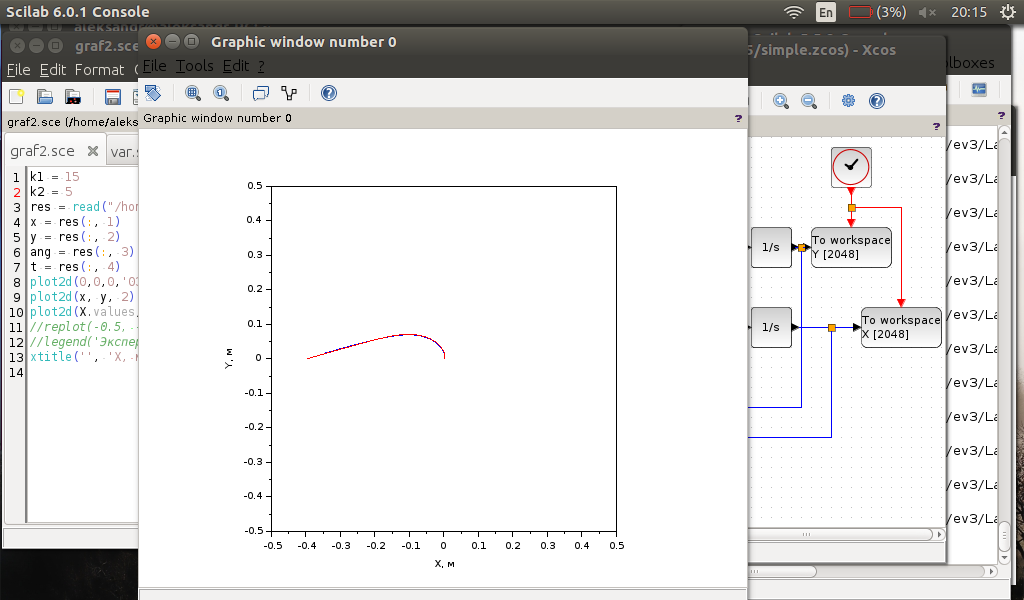 Scilab 6.0.1 Console
En
(3%)
20:15
graf2.sce
File Edit Format
graf2.sce (/home/aleks
graf2.sce
var.
1 k1 = 15
2 k2 = 5
3 res = read("/hom
4 x = res(:, 1)
5 y = res(:, 2)
6 ang = res(:, 3)
7 t = res(:, 4)
8 plot2d(0,0,0,'03
9 plot2d(x, y, 2)
10 plot2d(X.values,
11 //replot(-0.5, -
12 //legend('Экспер
13 xtitle('', 'X, м
14
Graphic window number 0
File Tools Edit ?
Graphic window number 0
?
0.5
0.4
0.3
0.2
0.1
0
-0.1
-0.2
-0.3
-0.4
-0.5
Y, м
-0.5 -0.4 -0.3 -0.2 -0.1 0 0.1 0.2 0.3 0.4 0.5
X, м
5/simple.zcos) - Xcos
?
1/s
To workspace
Y [2048]
1/s
To workspace
X [2048]
olboxes
?
/ev3/La
/ev3/La
/ev3/La
/ev3/La
/ev3/La
/ev3/La
/ev3/La
/ev3/La
/ev3/La
/ev3/La
/ev3/La
/ev3/La